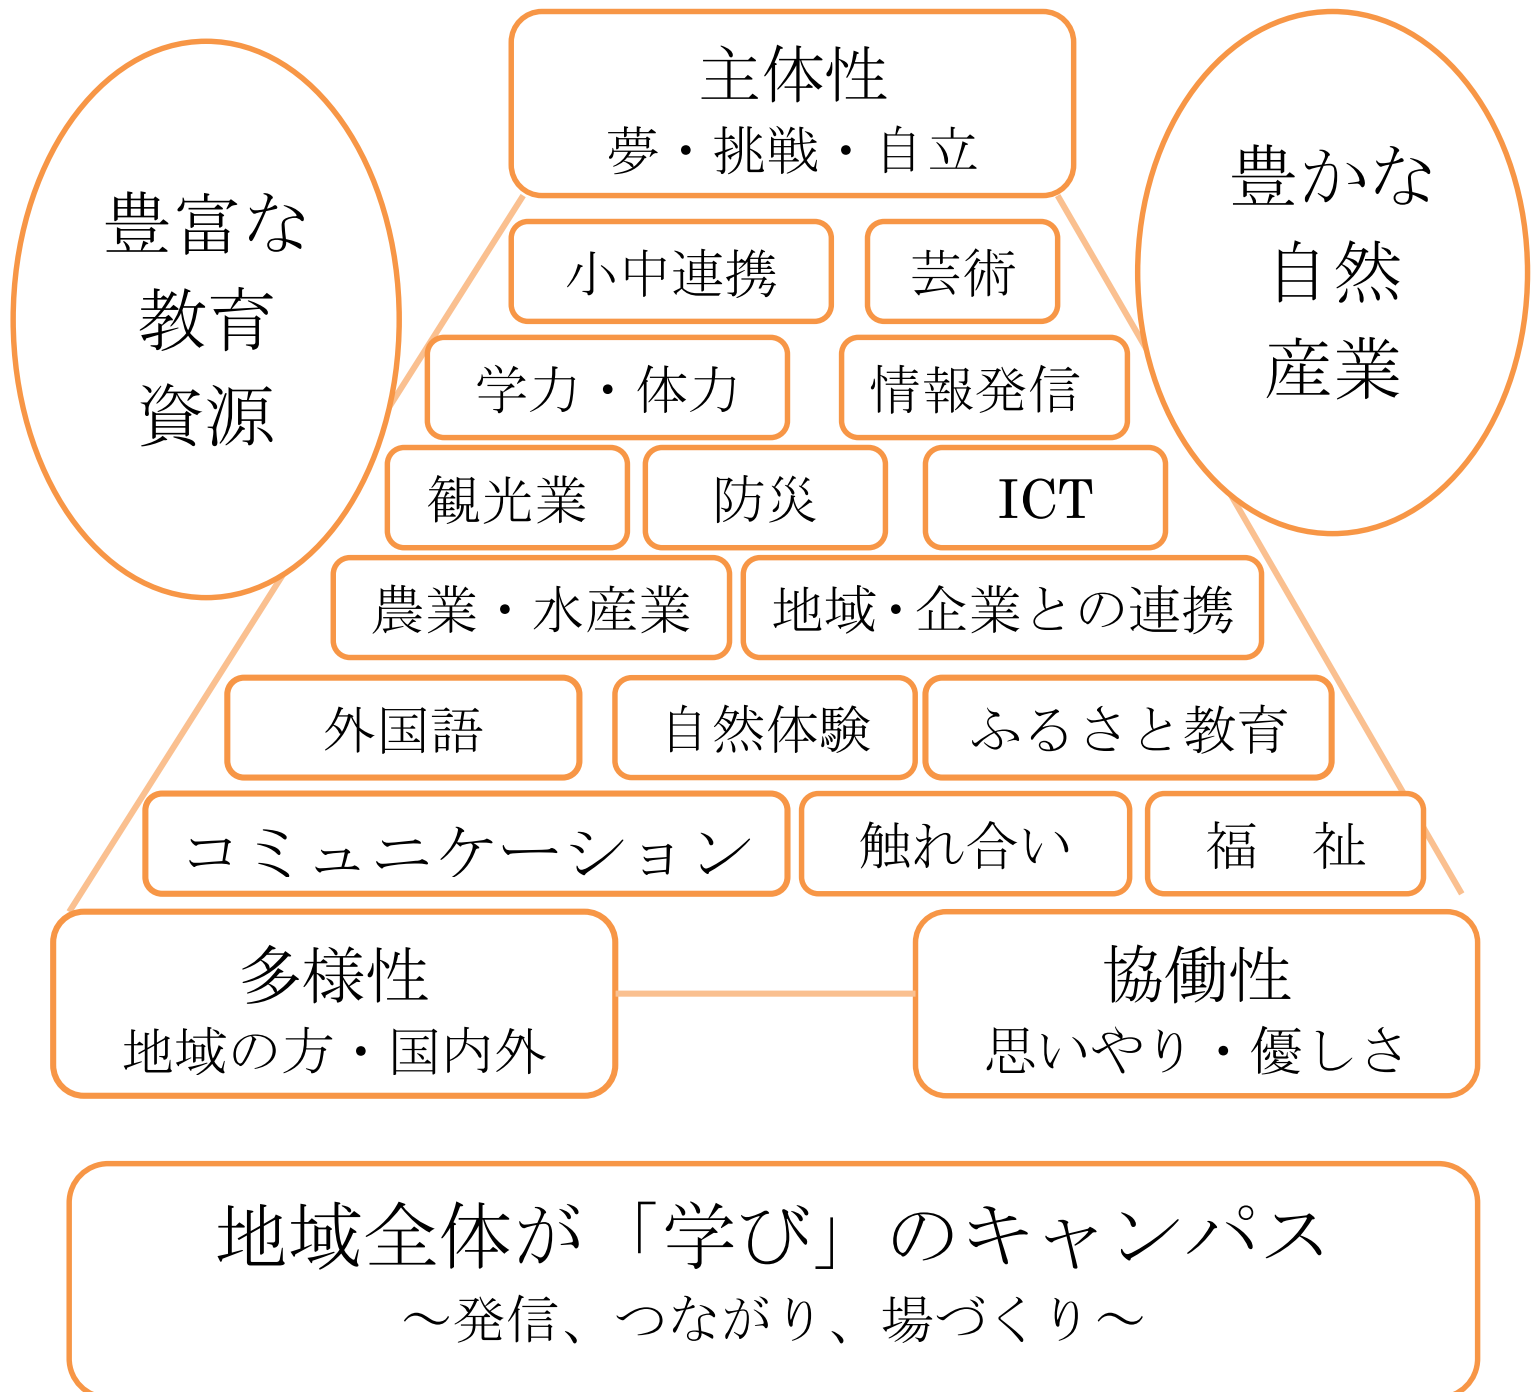 主体性
夢・挑戦・自立
豊富な
教育
資源
豊かな
自然
産業
小中連携
芸術
学力・体力
情報発信
観光業
防災
ICT
農業・水産業
地域・企業との連携
外国語
自然体験
ふるさと教育
コミュニケーション
触れ合い
福　祉
多様性
地域の方・国内外
協働性
思いやり・優しさ
地域全体が「学び」のキャンパス
～発信、つながり、場づくり～